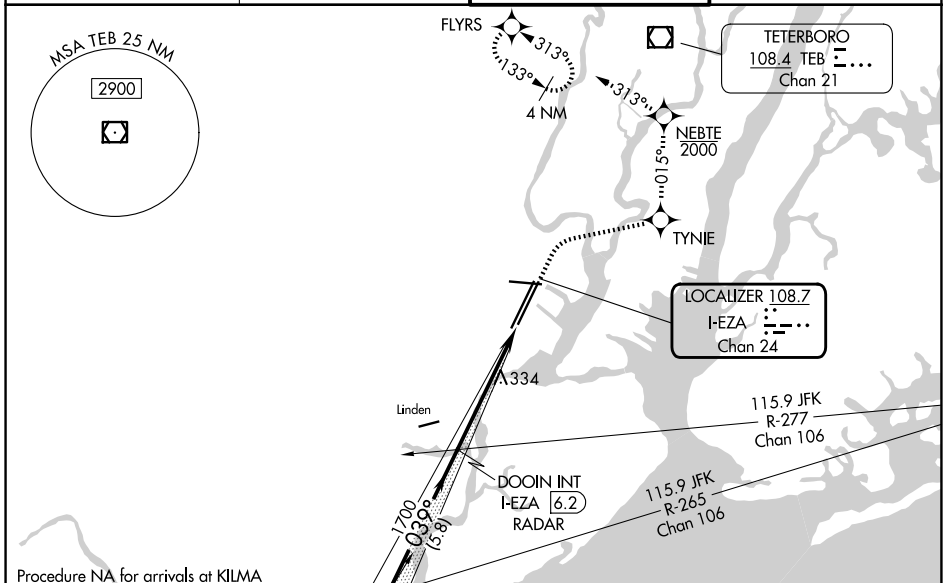 MSA TEB 25 NM
2900
FLYRS
313°
133°
4 NM
313°
NEBTE
2000
015°
TYNIE
TETERBORO
108.4 TEB
Chan 21
LOCALIZER 108.7
I-EZA
Chan 24
334
Linden
115.9 JFK
R-277
Chan 106
DOOIN INT
I-EZA 6.2
RADAR
115.9 JFK
R-265
Chan 106
1700
039°
(5.8)
Procedure NA for arrivals at KILMA